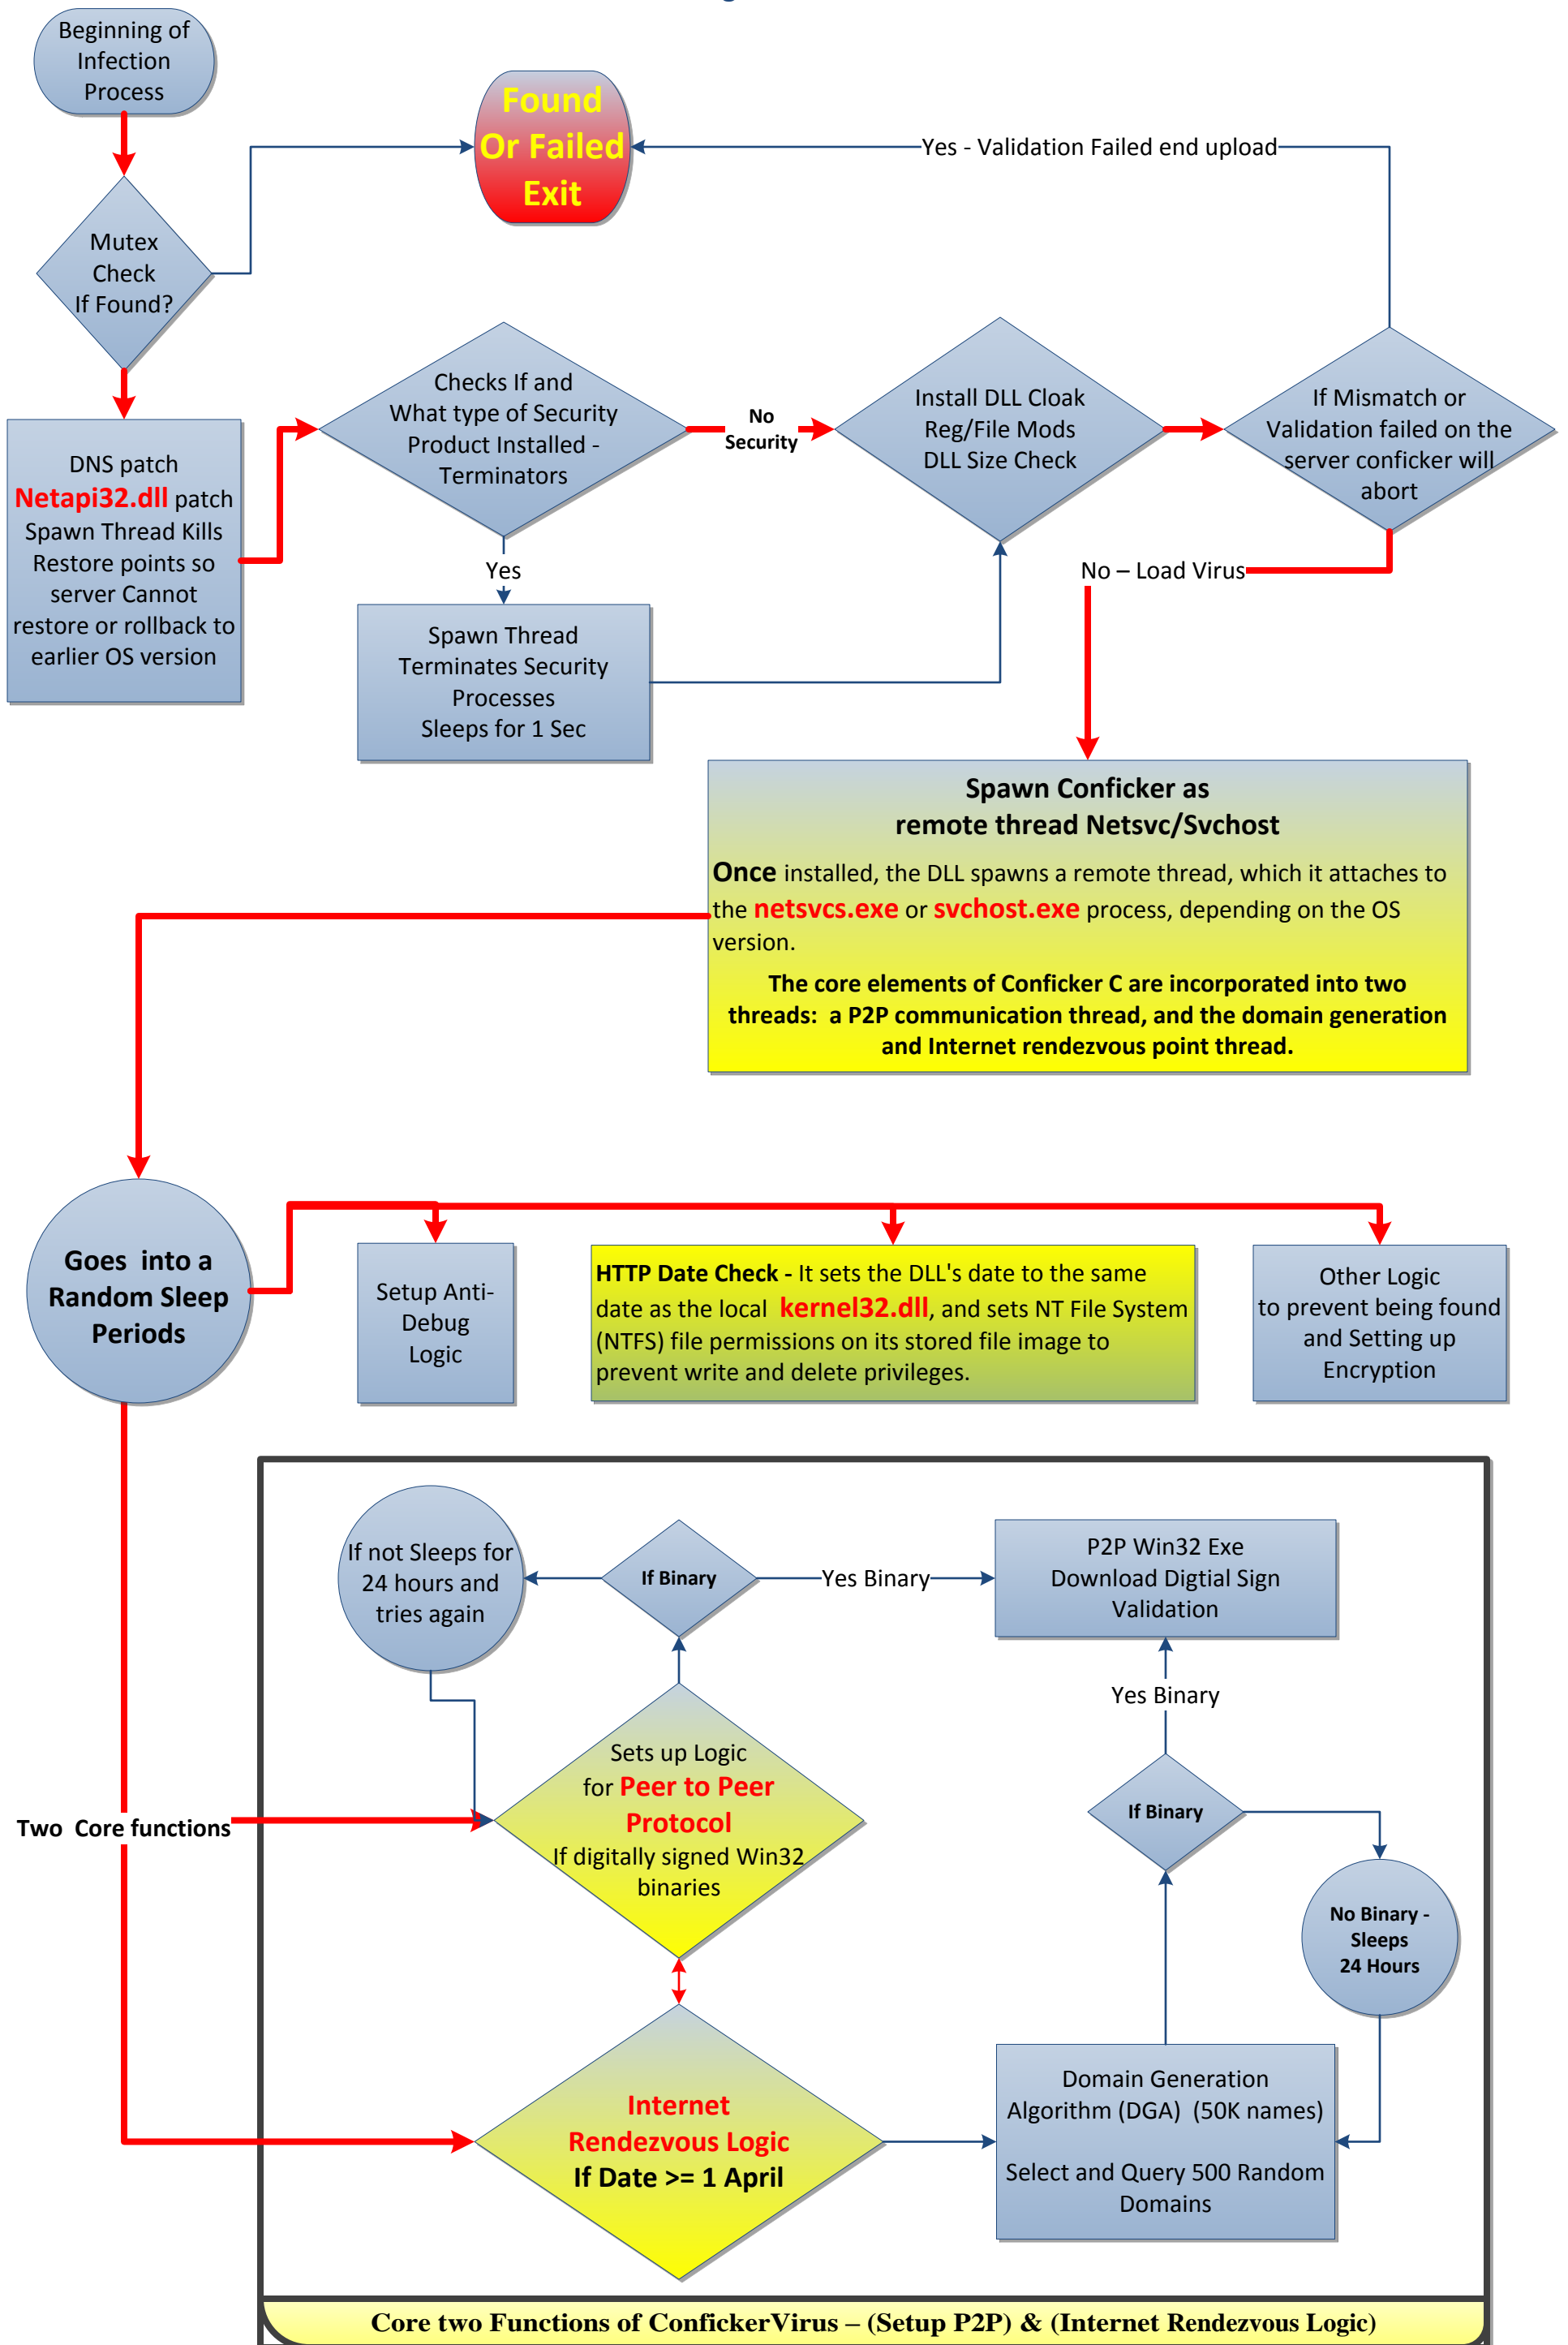 Beginning of
Infection
Process
Found
Or Failed
Exit
Yes - Validation Failed end upload
Mutex
Check
If Found?
DNS patch
Netapi32.dll patch
Spawn Thread Kills
Restore points so
server Cannot
restore or rollback to
earlier OS version
Checks If and
What type of Security
Product Installed -
Terminators
No
Security
Yes
Spawn Thread
Terminates Security
Processes
Sleeps for 1 Sec
Install DLL Cloak
Reg/File Mods
DLL Size Check
If Mismatch or
Validation failed on the
server conficker will
abort
No – Load Virus
Spawn Conficker as
remote thread Netsvc/Svchost
Once installed, the DLL spawns a remote thread, which it attaches to
the netsvcs.exe or svchost.exe process, depending on the OS
version.
The core elements of Conficker C are incorporated into two
threads: a P2P communication thread, and the domain generation
and Internet rendezvous point thread.
Goes into a
Random Sleep
Periods
Setup Anti-
Debug
Logic
HTTP Date Check - It sets the DLL's date to the same
date as the local kernel32.dll, and sets NT File System
(NTFS) file permissions on its stored file image to
prevent write and delete privileges.
Other Logic
to prevent being found
and Setting up
Encryption
Two Core functions
If not Sleeps for
24 hours and
tries again
If Binary
Yes Binary
P2P Win32 Exe
Download Digtial Sign
Validation
Yes Binary
Sets up Logic
for Peer to Peer
Protocol
If digitally signed Win32
binaries
If Binary
No Binary -
Sleeps
24 Hours
Internet
Rendezvous Logic
If Date >= 1 April
Domain Generation
Algorithm (DGA) (50K names)
Select and Query 500 Random
Domains
Core two Functions of ConfickerVirus – (Setup P2P) & (Internet Rendezvous Logic)